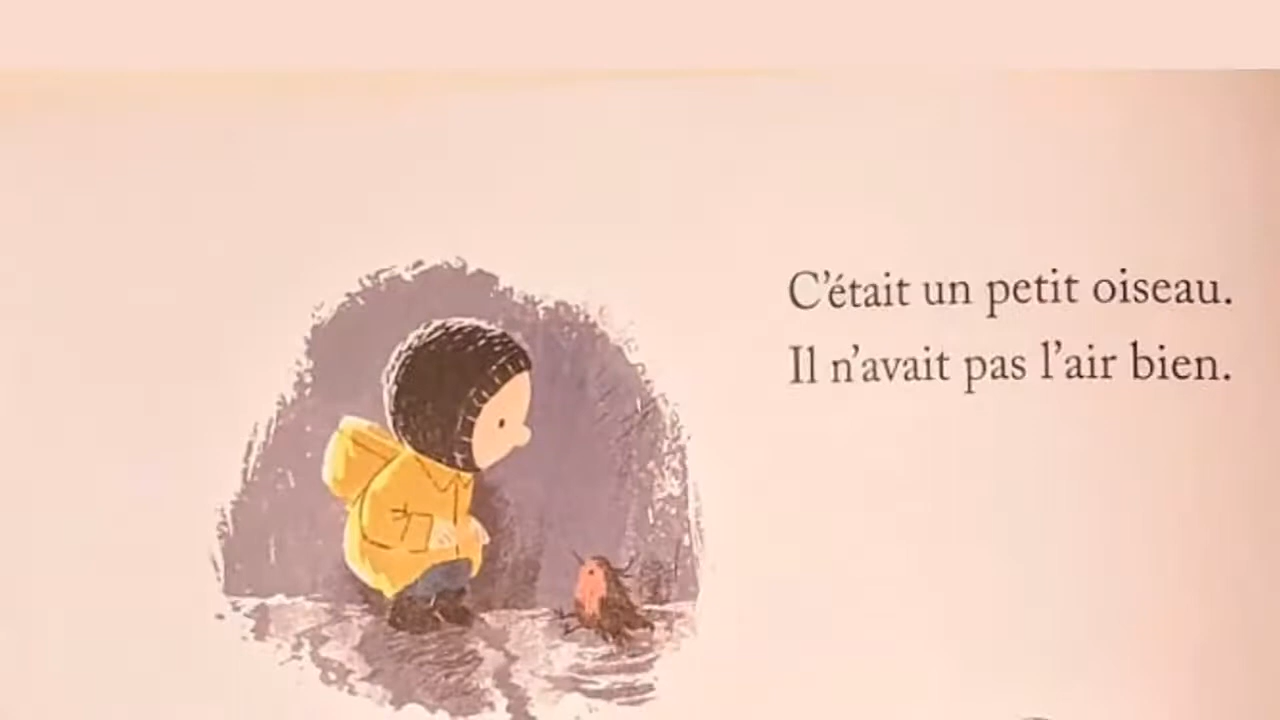 C’était un petit oiseau.
Il n’avait pas l’air bien.